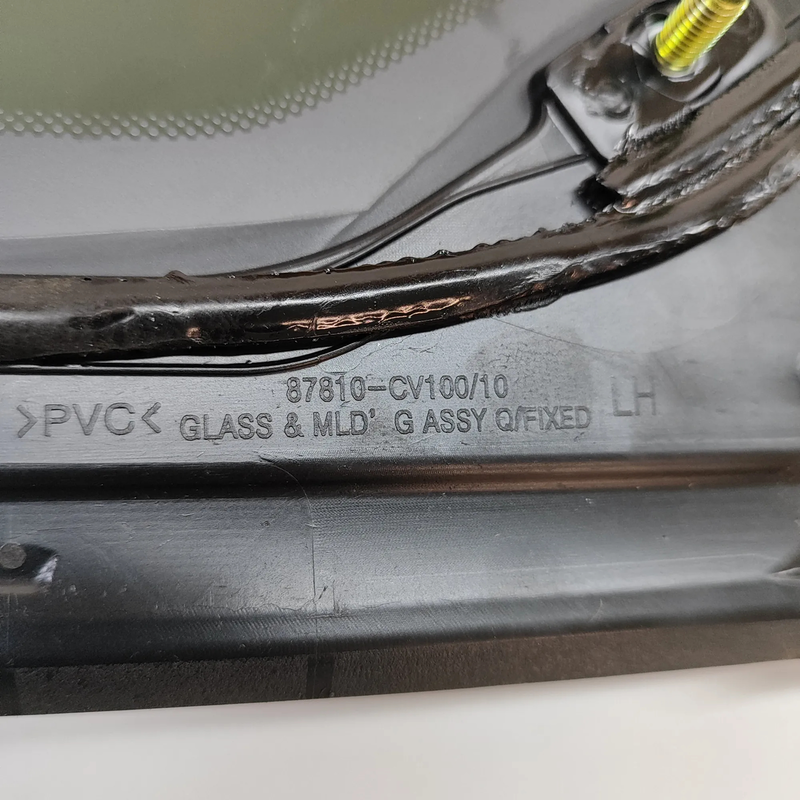 87810-CV100/10
>PVC< GLASS & MLD' G ASSY Q/FIXED LH